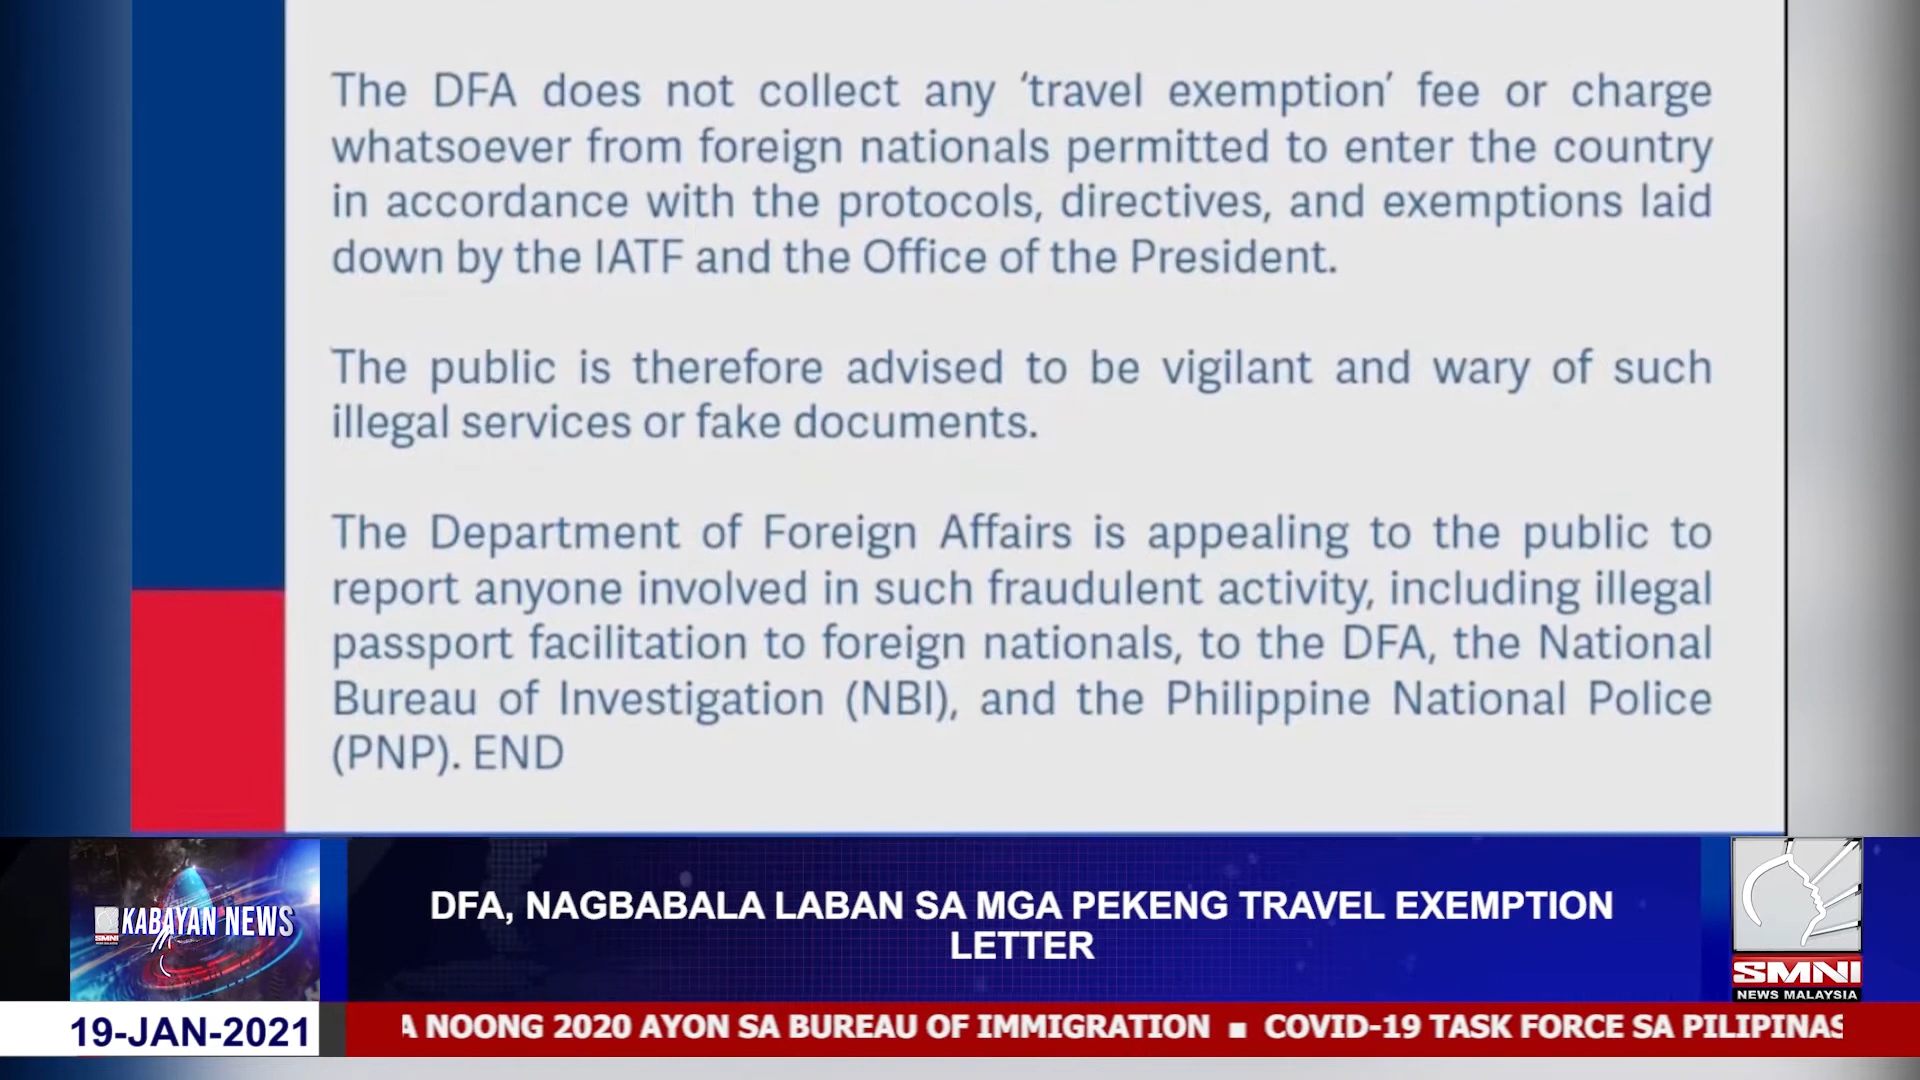 The DFA does not collect any ‘travel exemption’ fee or charge
whatsoever from foreign nationals permitted to enter the country
in accordance with the protocols, directives, and exemptions laid
down by the IATF and the Office of the President.
The public is therefore advised to be vigilant and wary of such
illegal services or fake documents.
The Department of Foreign Affairs is appealing to the public to
report anyone involved in such fraudulent activity, including illegal
passport facilitation to foreign nationals, to the DFA, the National
Bureau of Investigation (NBI), and the Philippine National Police
(PNP). END
KABAYAN NEWS
SMNI
DFA, NAGBABALA LABAN SA MGA PEKENG TRAVEL EXEMPTION
LETTER
SMNI
NEWS MALAYSIA
19-JAN-2021
A NOONG 2020 AYON SA BUREAU OF IMMIGRATION ■ COVID-19 TASK FORCE SA PILIPINAS